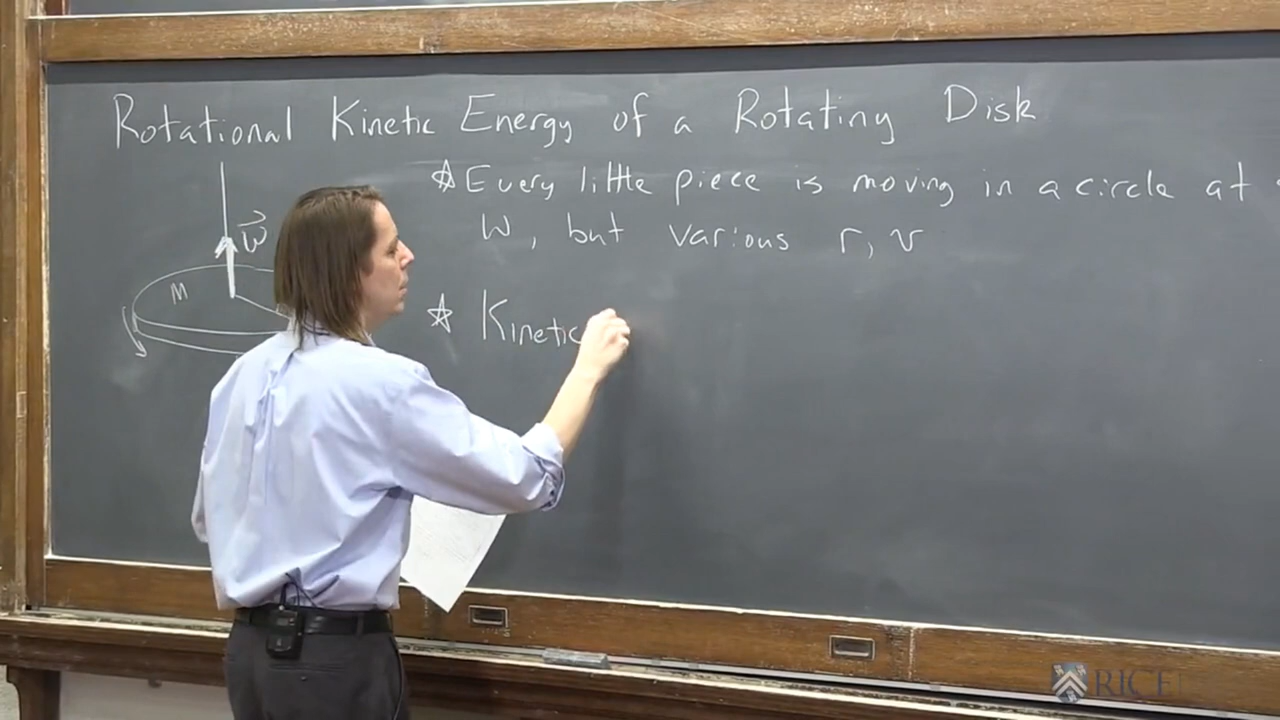 Rotational Kinetic Energy of a Rotating Disk
☆ Every little piece is moving in a circle at
ω, but various r, v
ω
M
☆ Kinetic
RICE